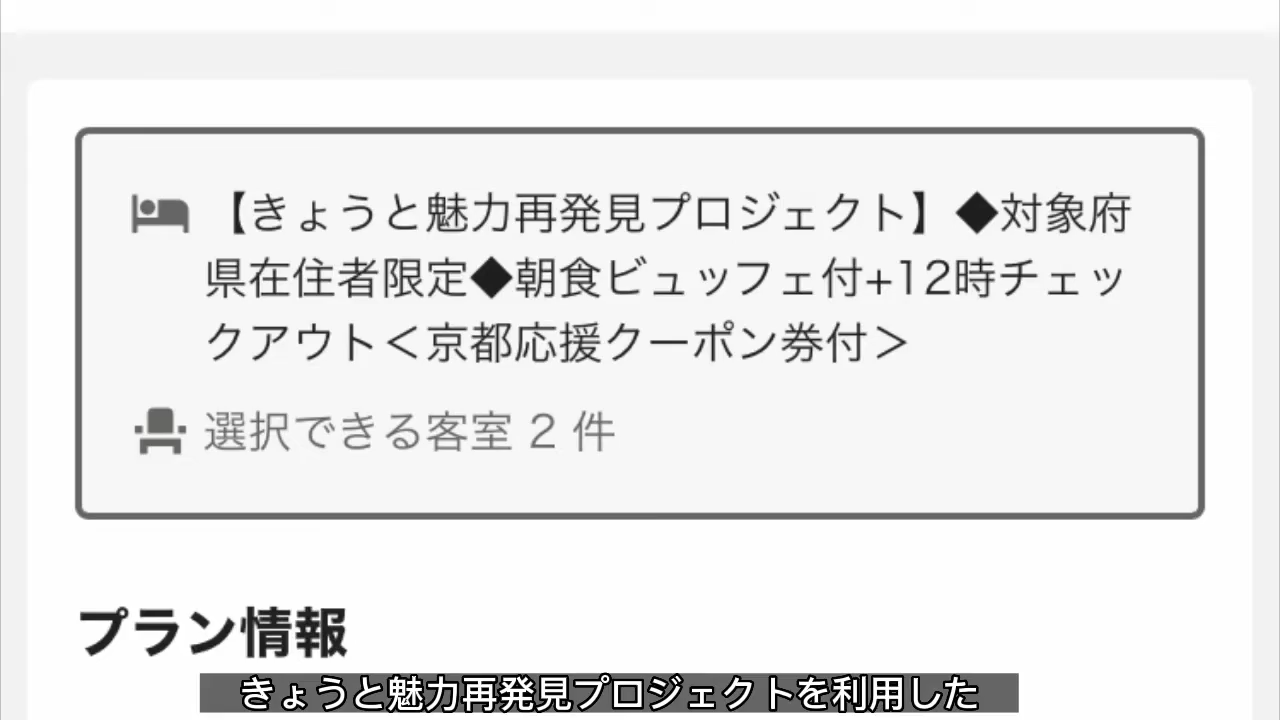 【きょうと魅力再発見プロジェクト】◆対象府
県在住者限定◆朝食ビュッフェ付+12時チェッ
クアウト＜京都応援クーポン券付＞
選択できる客室 2 件
プラン情報
きょうと魅力再発見プロジェクトを利用した